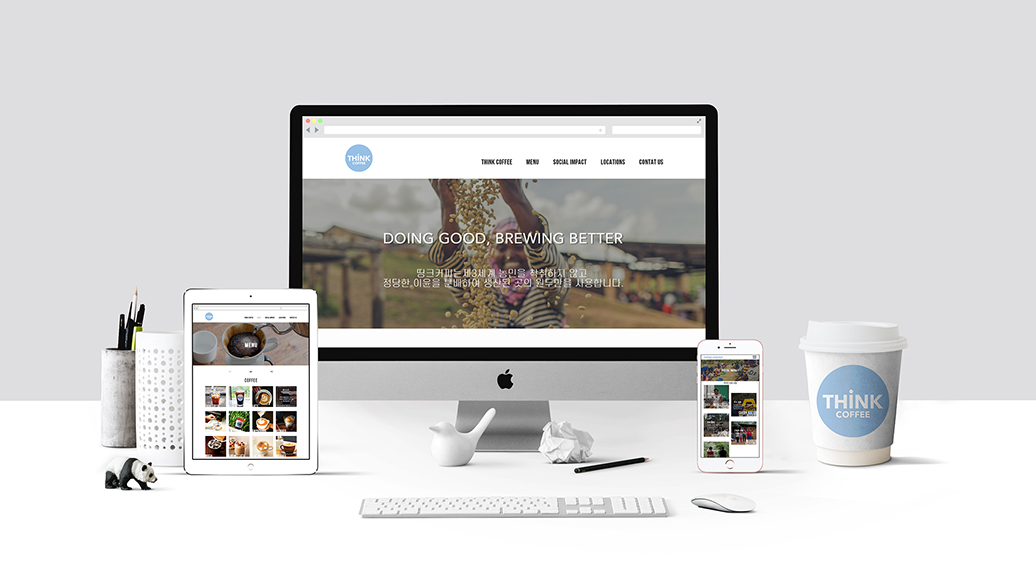 THINK
COFFEE
THINK COFFEE
MENU
SOCIAL IMPACT
LOCATIONS
CONTAT US
DOING GOOD, BREWING BETTER
띵크커피는 제3세계 농민을 착취하지 않고
정당한 이윤을 분배하여 생산된 곳의 원두만을 사용합니다.
MENU
COFFEE
THINK
COFFEE